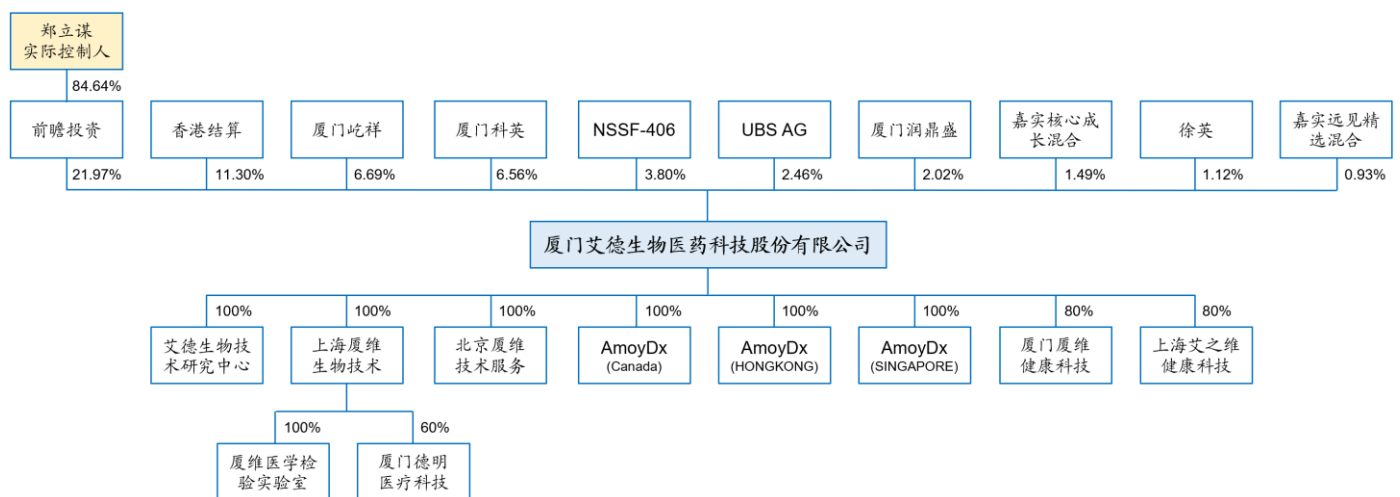 郑立谋
实际控制人
84.64%
前瞻投资
香港结算
厦门屹祥
厦门科英
NSSF-406
UBS AG
厦门润鼎盛
嘉实核心成
长混合
徐英
嘉实远见精
选混合
21.97%
11.30%
6.69%
6.56%
3.80%
2.46%
2.02%
1.49%
1.12%
0.93%
厦门艾德生物医药科技股份有限公司
100%
100%
100%
100%
100%
100%
80%
80%
艾德生物技
术研究中心
上海厦维
生物技术
北京厦维
技术服务
AmoyDx
(Canada)
AmoyDx
(HONGKONG)
AmoyDx
(SINGAPORE)
厦门厦维
健康科技
上海艾之维
健康科技
100%
60%
厦维医学检
验实验室
厦门德明
医疗科技